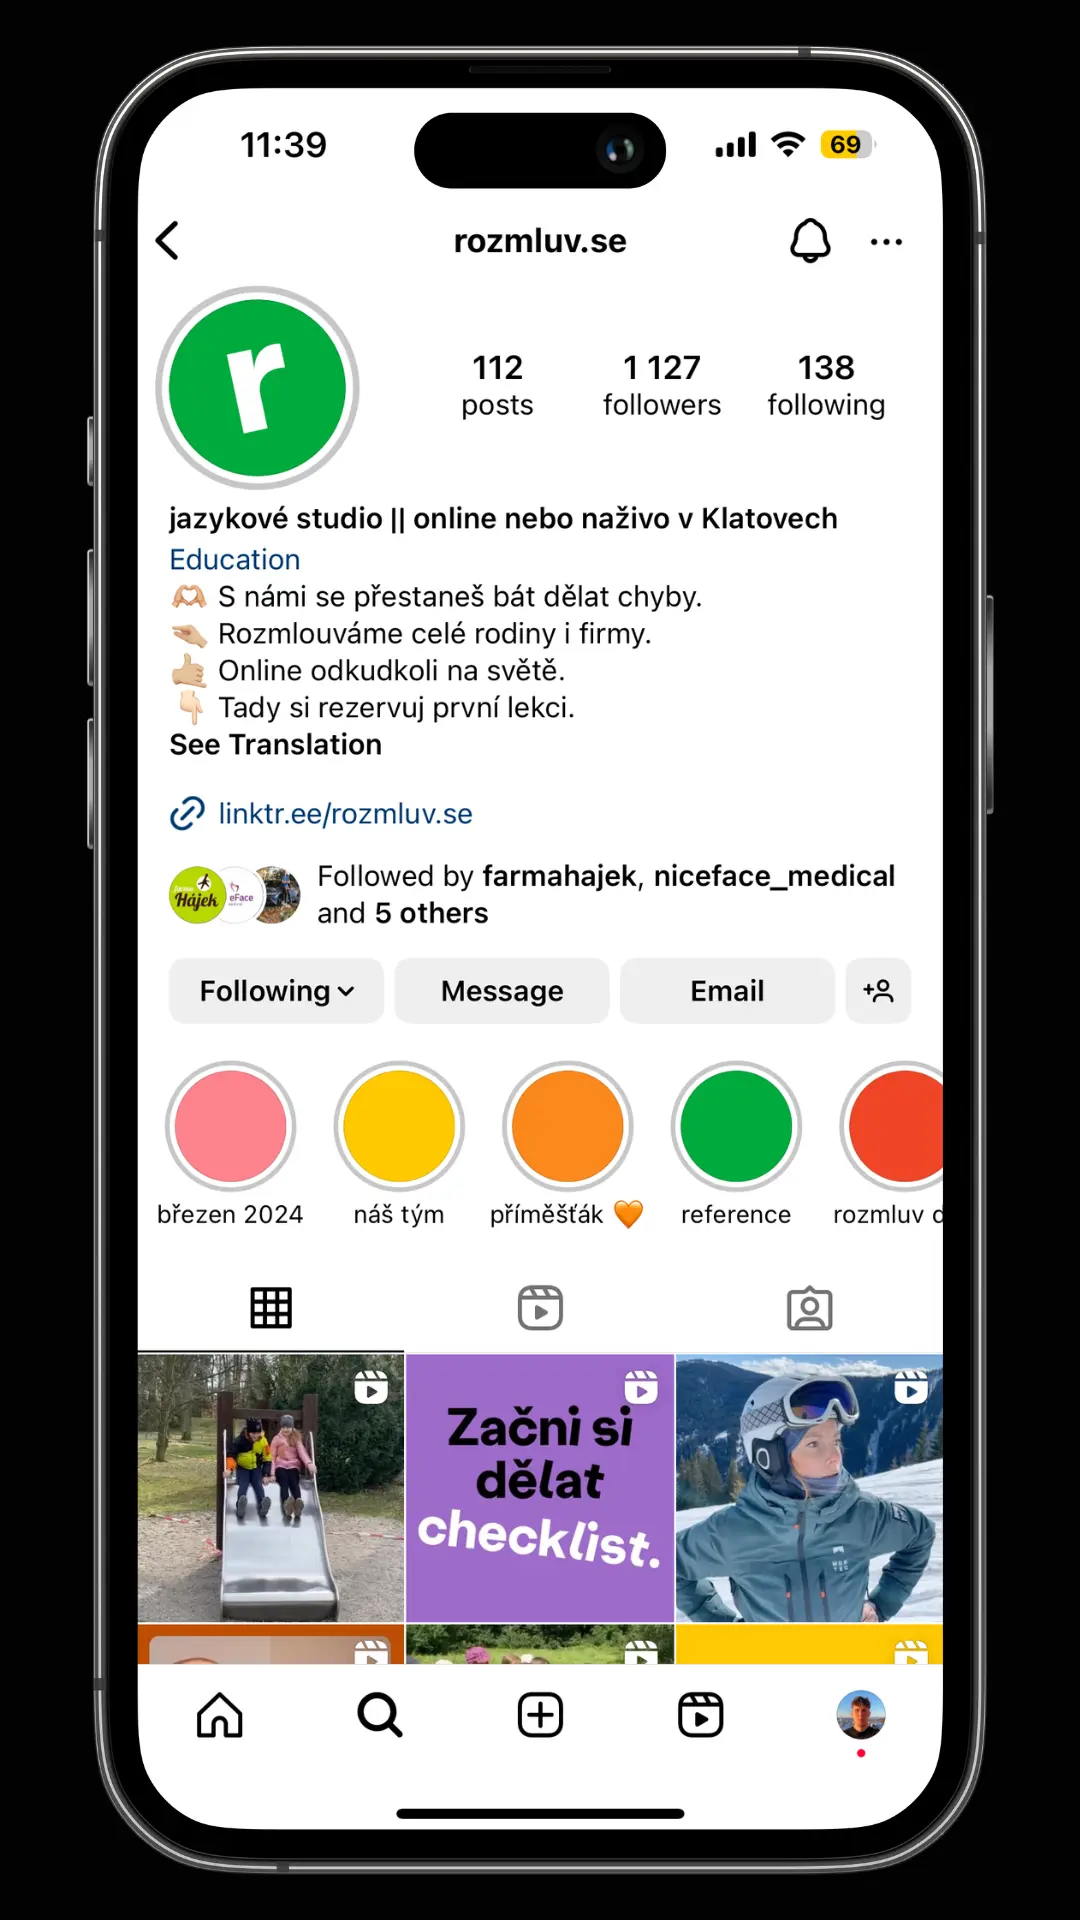 11:39
69
rozmluv.se
r
112
posts
1 127
followers
138
following
jazykové studio || online nebo naživo v Klatovech
Education
🫶🏼 S námi se přestaneš bát dělat chyby.
🫳🏼 Rozmlouváme celé rodiny i firmy.
🤙🏼 Online odkudkoli na světě.
👇🏻 Tady si rezervuj první lekci.
See Translation
linktr.ee/rozmluv.se
Hájek
eFace
Followed by farmahajek, niceface_medical
and 5 others
Following
Message
Email
březen 2024
náš tým
příměšťák 🧡
reference
rozmluv
Začni si
dělat
checklist.